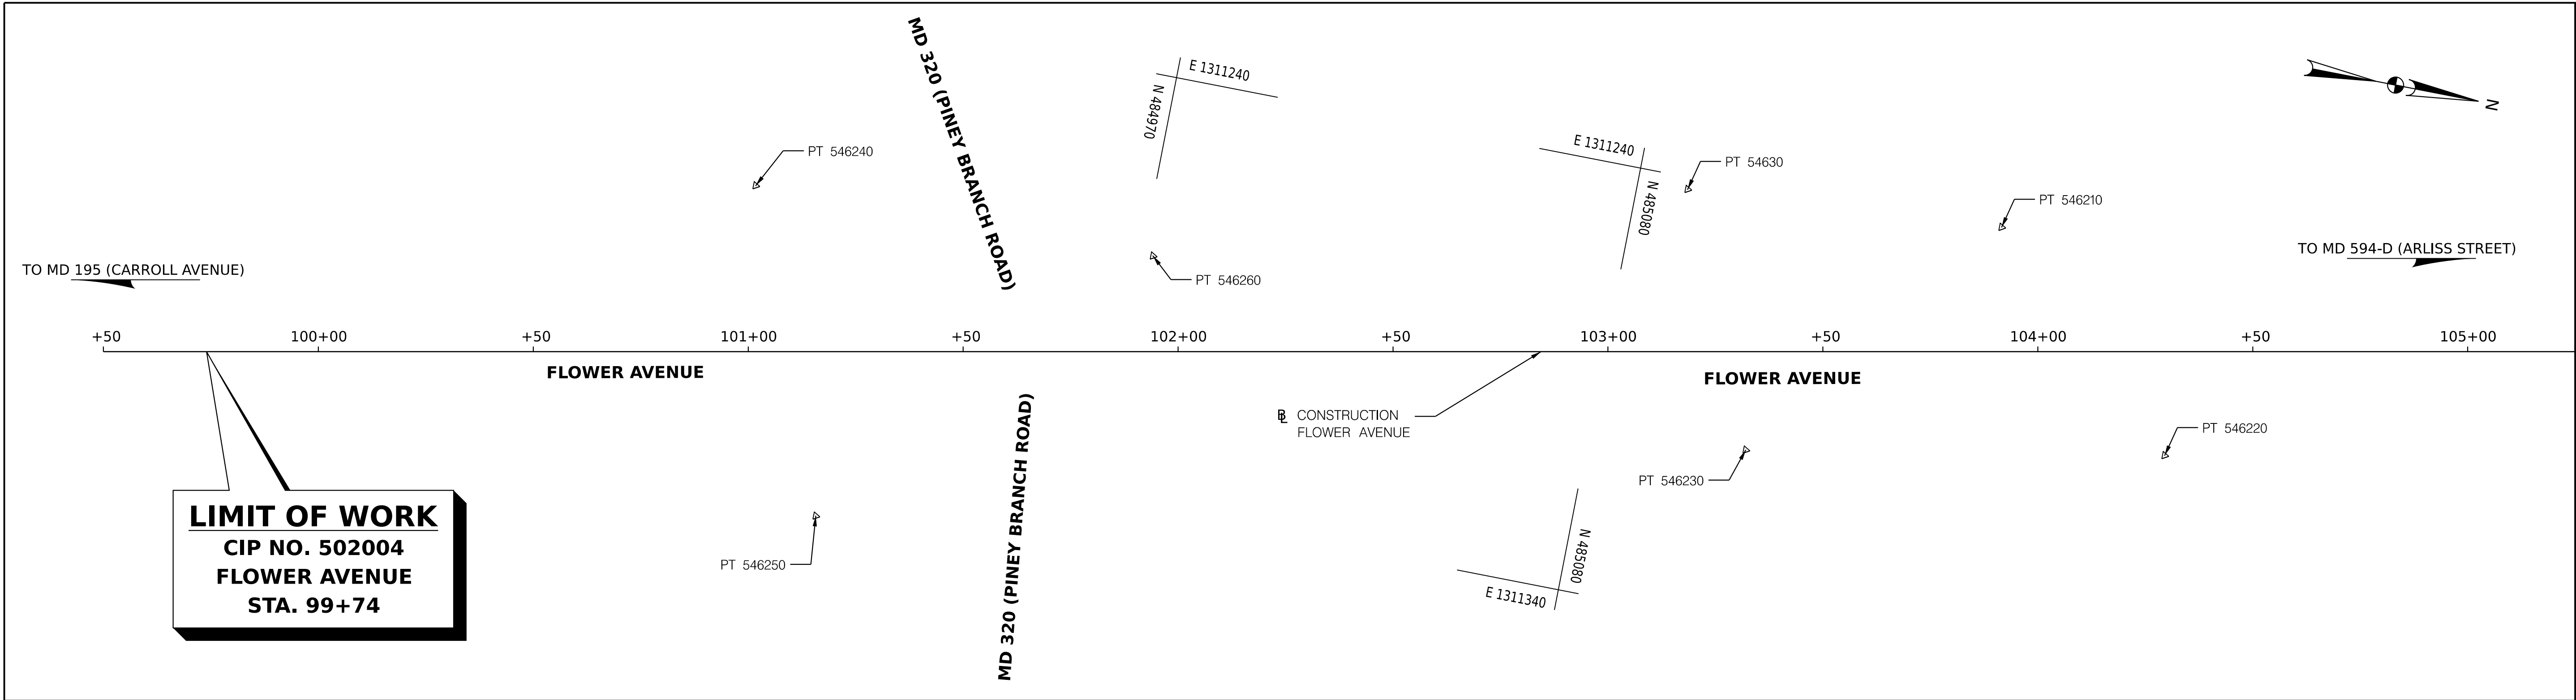 MD 320 (PINEY BRANCH ROAD)
E 1311240
N 484970
PT 546240
E 1311240
N 485080
PT 54630
PT 546210
N
TO MD 195 (CARROLL AVENUE)
PT 546260
TO MD 594-D (ARLISS STREET)
+50
100+00
+50
101+00
+50
102+00
+50
103+00
+50
104+00
+50
105+00
FLOWER AVENUE
FLOWER AVENUE
BL CONSTRUCTION
FLOWER AVENUE
MD 320 (PINEY BRANCH ROAD)
PT 546220
PT 546230
LIMIT OF WORK
CIP NO. 502004
FLOWER AVENUE
STA. 99+74
PT 546250
N 485080
E 1311340